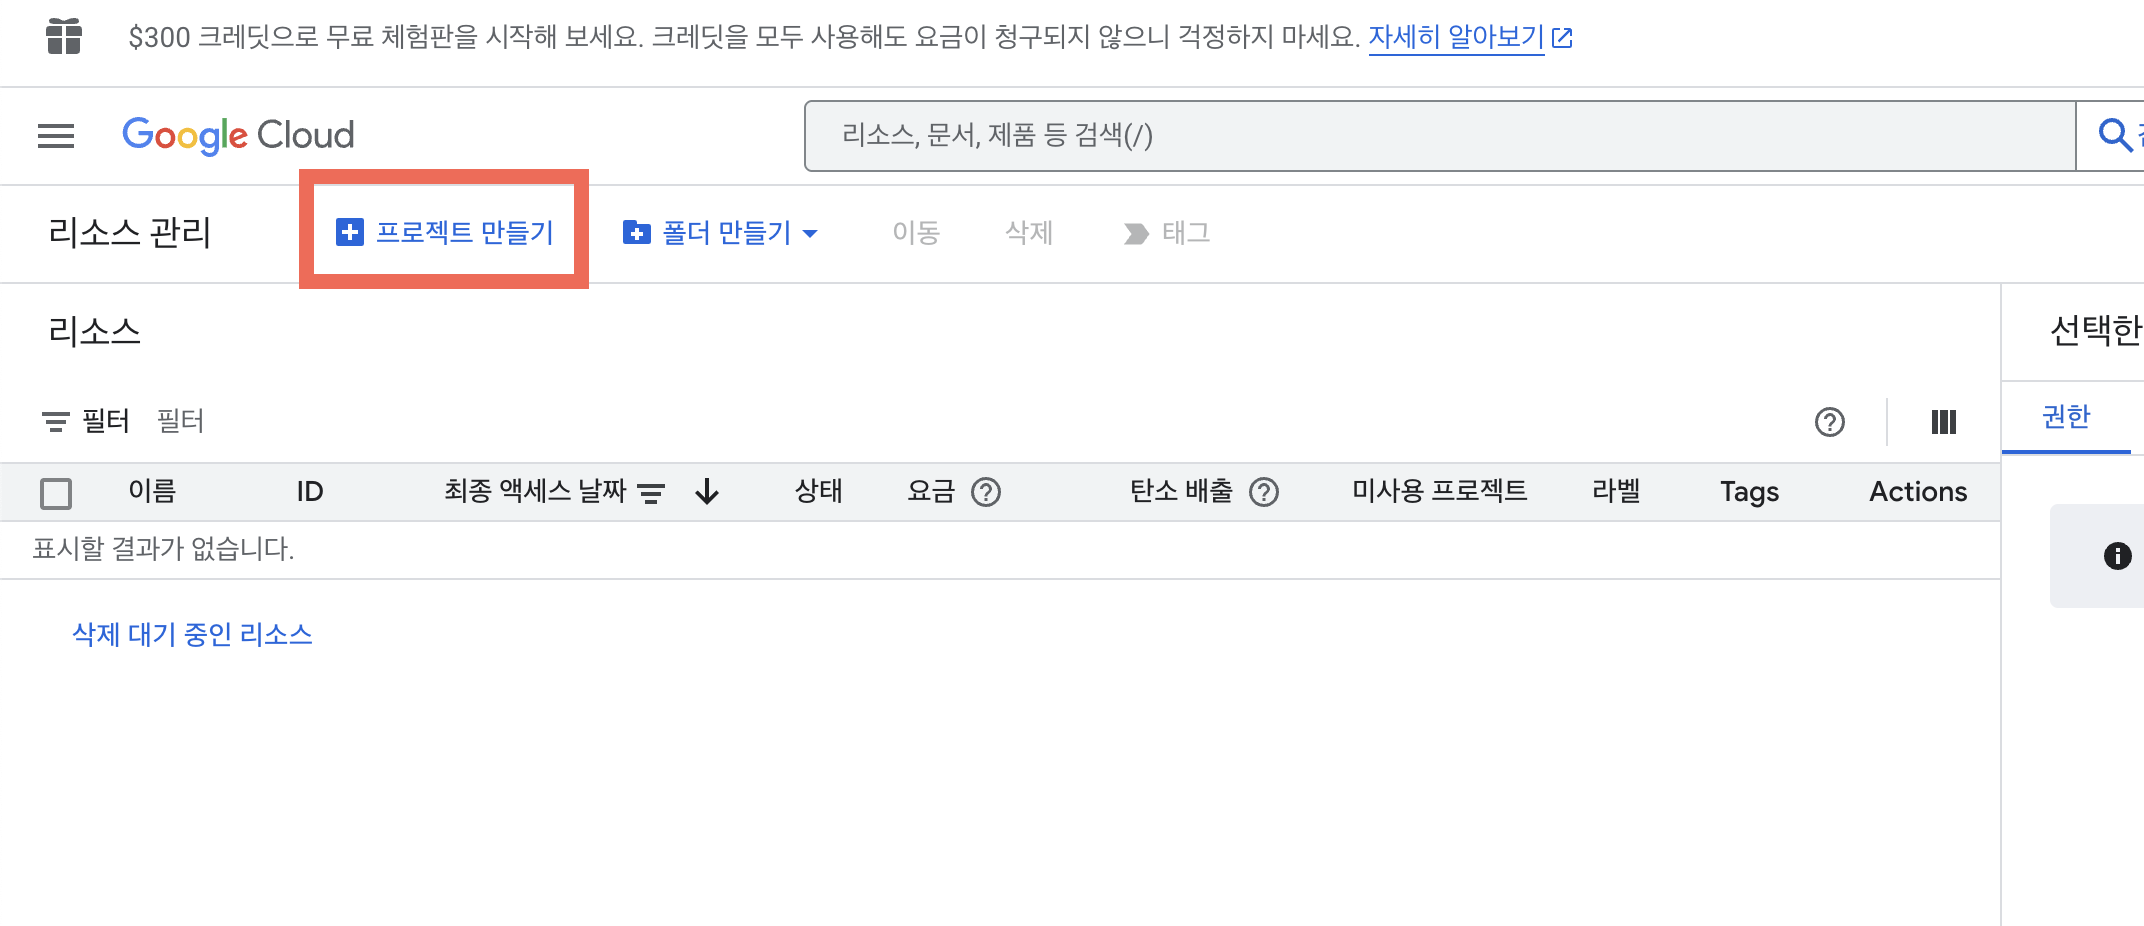 $300 크레딧으로 무료 체험판을 시작해 보세요. 크레딧을 모두 사용해도 요금이 청구되지 않으니 걱정하지 마세요. 자세히 알아보기
Google Cloud
리소스, 문서, 제품 등 검색(/)
리소스 관리
프로젝트 만들기
폴더 만들기
이동
삭제
태그
리소스
선택한
필터 필터
권한
이름 ID 최종 액세스 날짜 상태 요금 탄소 배출 미사용 프로젝트 라벨 Tags Actions
표시할 결과가 없습니다.
삭제 대기 중인 리소스